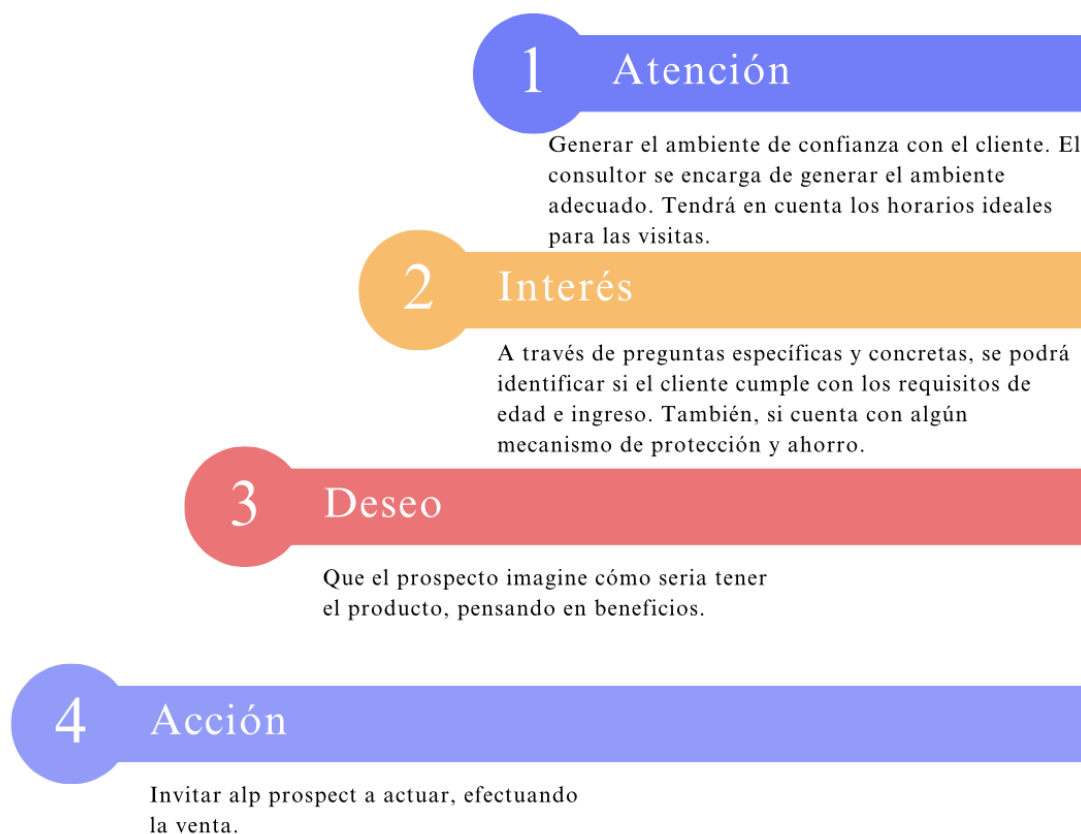 1 Atención
Generar el ambiente de confianza con el cliente. El
consultor se encarga de generar el ambiente
adecuado. Tendrá en cuenta los horarios ideales
para las visitas.
2 Interés
A través de preguntas específicas y concretas, se podrá
identificar si el cliente cumple con los requisitos de
edad e ingreso. También, si cuenta con algún
mecanismo de protección y ahorro.
3 Deseo
Que el prospecto imagine cómo seria tener
el producto, pensando en beneficios.
4 Acción
Invitar alp prospect a actuar, efectuando
la venta.